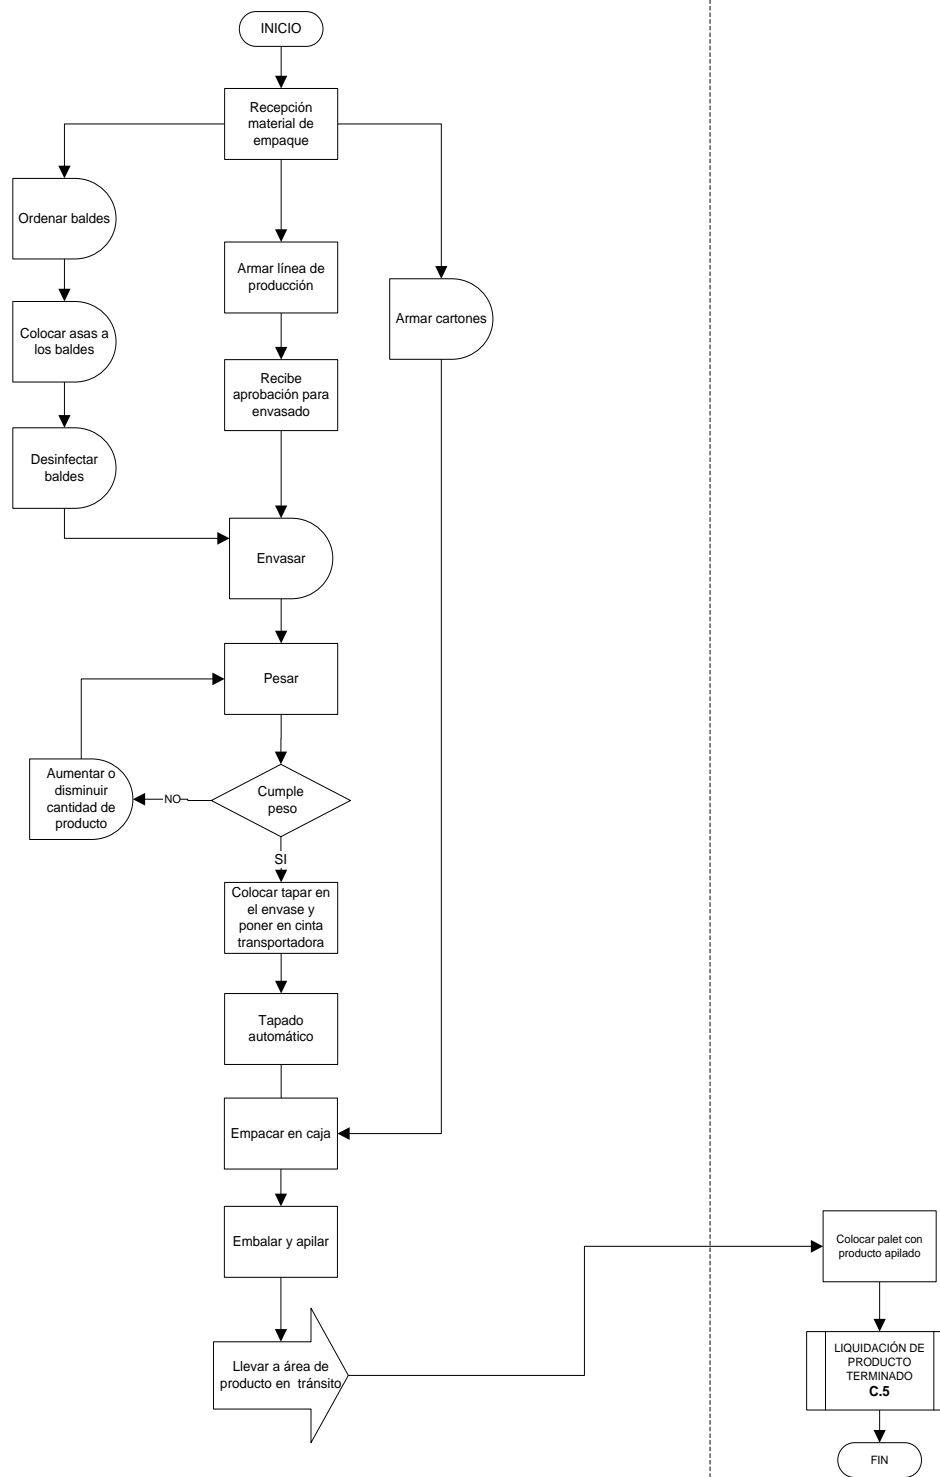 INICIO
Recepción
material de
empaque
Ordenar baldes
Armar línea de
producción
Armar cartones
Colocar asas a
los baldes
Recibe
aprobación para
envasado
Desinfectar
baldes
Envasar
Pesar
Aumentar o
disminuir
cantidad de
producto
NO
Cumple
peso
SI
Colocar tapar en
el envase y
poner en cinta
transportadora
Tapado
automático
Empacar en caja
Embalar y apilar
Colocar palet con
producto apilado
Llevar a área de
producto en tránsito
LIQUIDACIÓN DE
PRODUCTO
TERMINADO
C.5
FIN